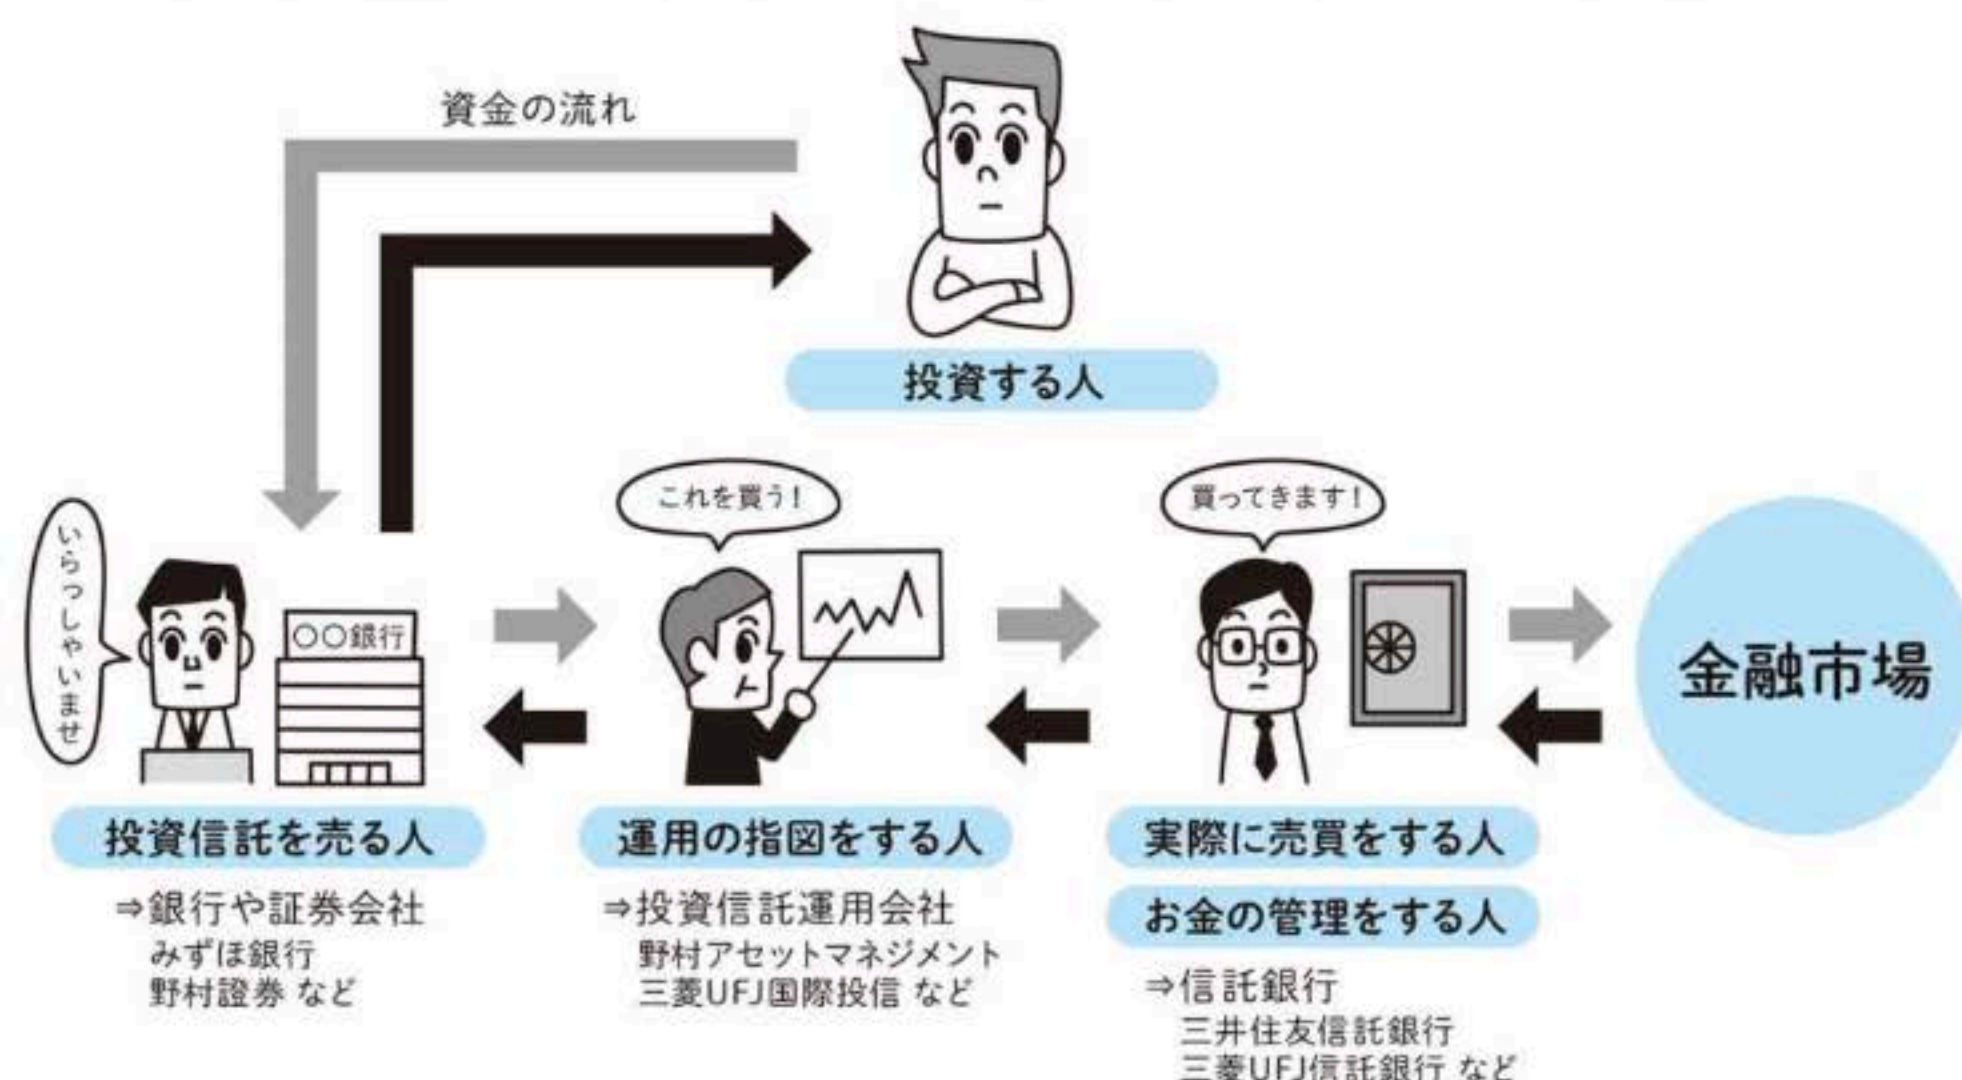 資金の流れ
投資する人
いらっしゃいませ
○○銀行
これを買う!
買ってきます!
金融市場
投資信託を売る人
⇒銀行や証券会社
みずほ銀行
野村證券 など
運用の指図をする人
⇒投資信託運用会社
野村アセットマネジメント
三菱UFJ国際投信 など
実際に売買をする人
お金の管理をする人
⇒信託銀行
三井住友信託銀行
三菱UFJ信託銀行 など